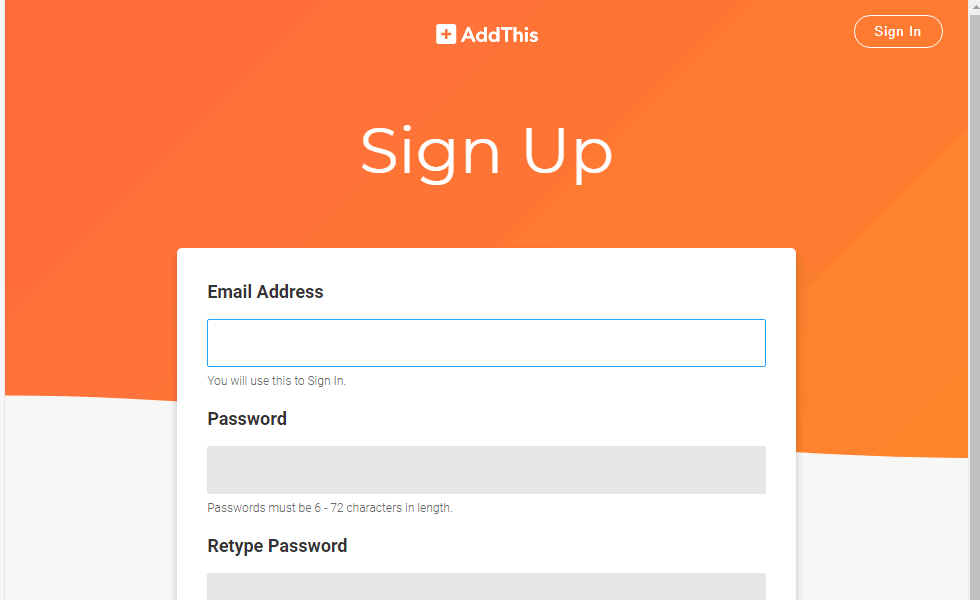 AddThis
Sign In
Sign Up
Email Address
You will use this to Sign In.
Password
Passwords must be 6 - 72 characters in length.
Retype Password